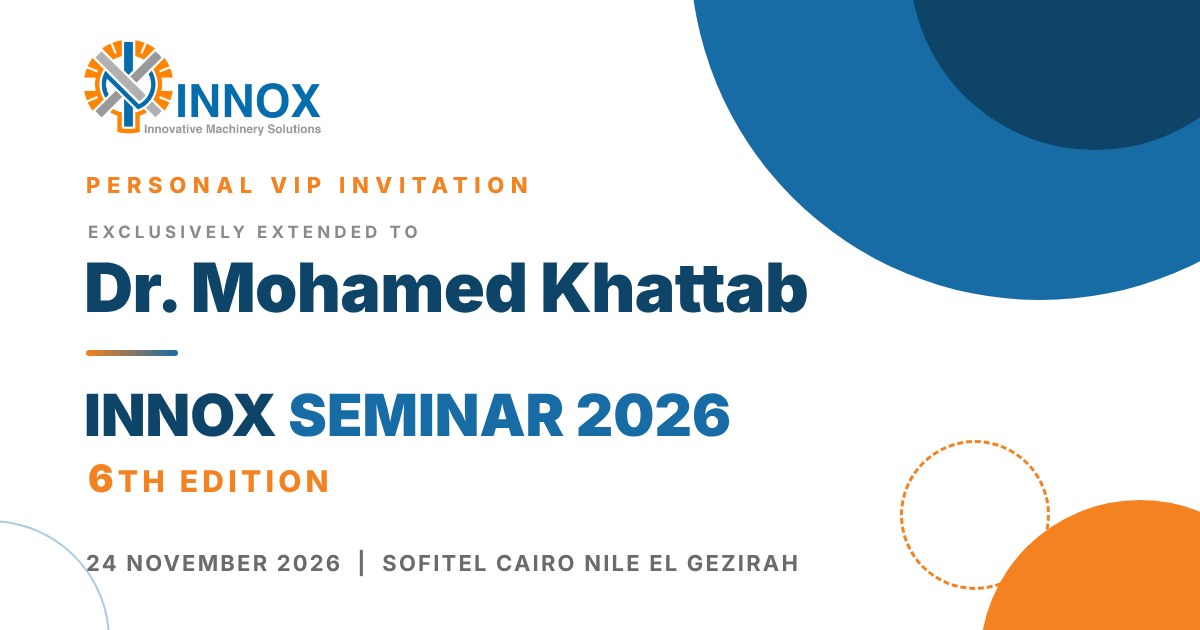 INNOX
Innovative Machinery Solutions
PERSONAL VIP INVITATION
EXCLUSIVELY EXTENDED TO
Dr. Mohamed Khattab
INNOX SEMINAR 2026
6TH EDITION
24 NOVEMBER 2026 | SOFITEL CAIRO NILE EL GEZIRAH